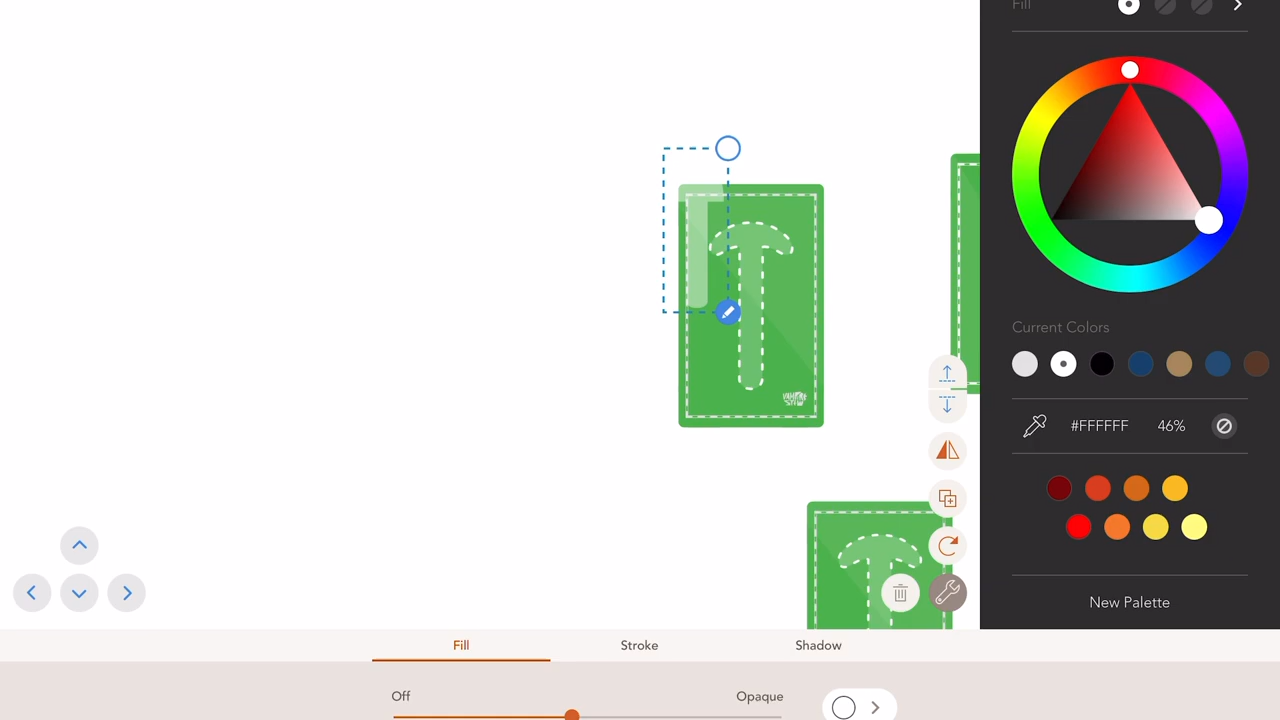 Fill
Current Colors
#FFFFFF 46%
New Palette
Fill Stroke Shadow
Off Opaque